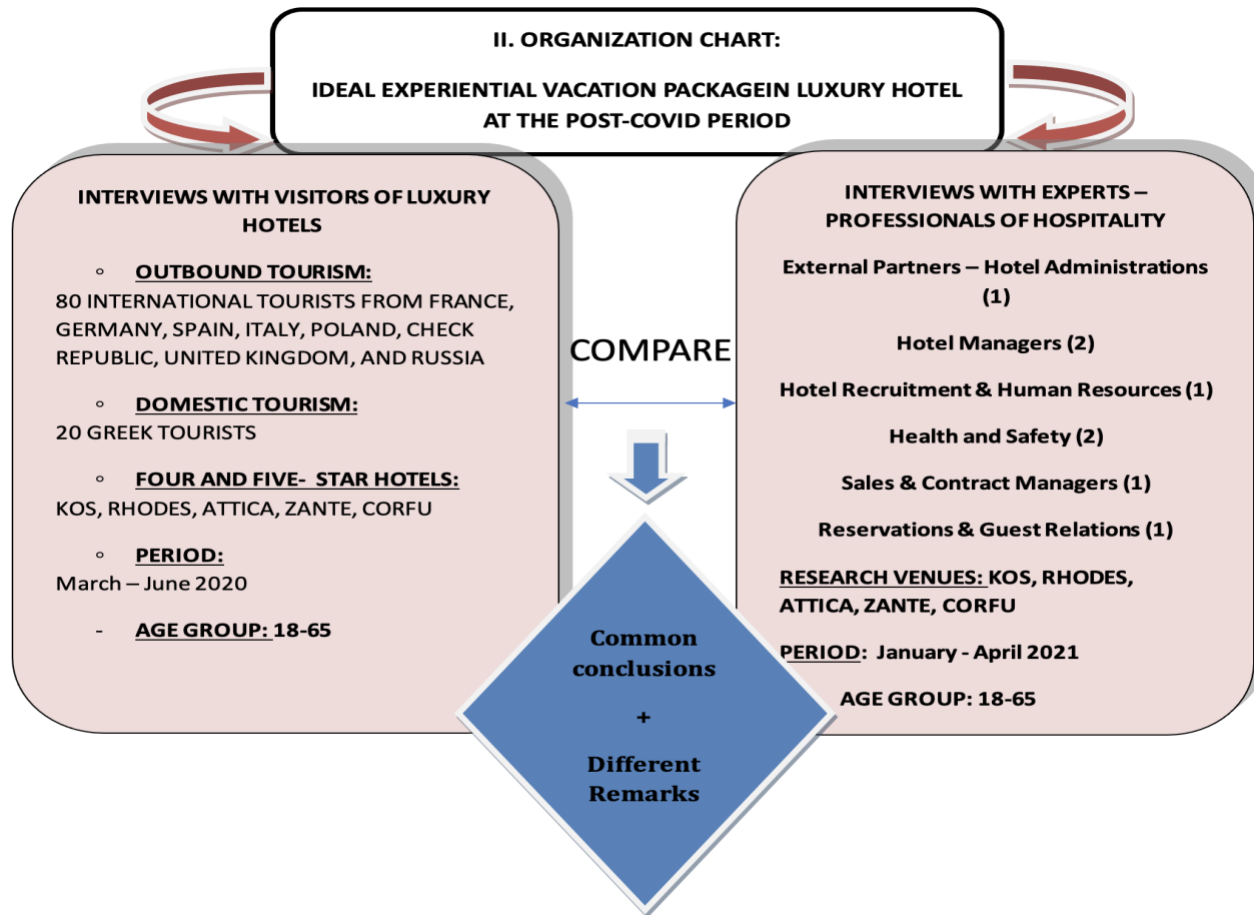 II. ORGANIZATION CHART:
IDEAL EXPERIENTIAL VACATION PACKAGEIN LUXURY HOTEL
AT THE POST-COVID PERIOD
INTERVIEWS WITH VISITORS OF LUXURY
HOTELS
◦ OUTBOUND TOURISM:
80 INTERNATIONAL TOURISTS FROM FRANCE,
GERMANY, SPAIN, ITALY, POLAND, CHECK
REPUBLIC, UNITED KINGDOM, AND RUSSIA
◦ DOMESTIC TOURISM:
20 GREEK TOURISTS
◦ FOUR AND FIVE- STAR HOTELS:
KOS, RHODES, ATTICA, ZANTE, CORFU
◦ PERIOD:
March – June 2020
- AGE GROUP: 18-65
COMPARE
INTERVIEWS WITH EXPERTS –
PROFESSIONALS OF HOSPITALITY
External Partners – Hotel Administrations
(1)
Hotel Managers (2)
Hotel Recruitment & Human Resources (1)
Health and Safety (2)
Sales & Contract Managers (1)
Reservations & Guest Relations (1)
RESEARCH VENUES: KOS, RHODES,
ATTICA, ZANTE, CORFU
PERIOD: January - April 2021
AGE GROUP: 18-65
Common
conclusions
+
Different
Remarks